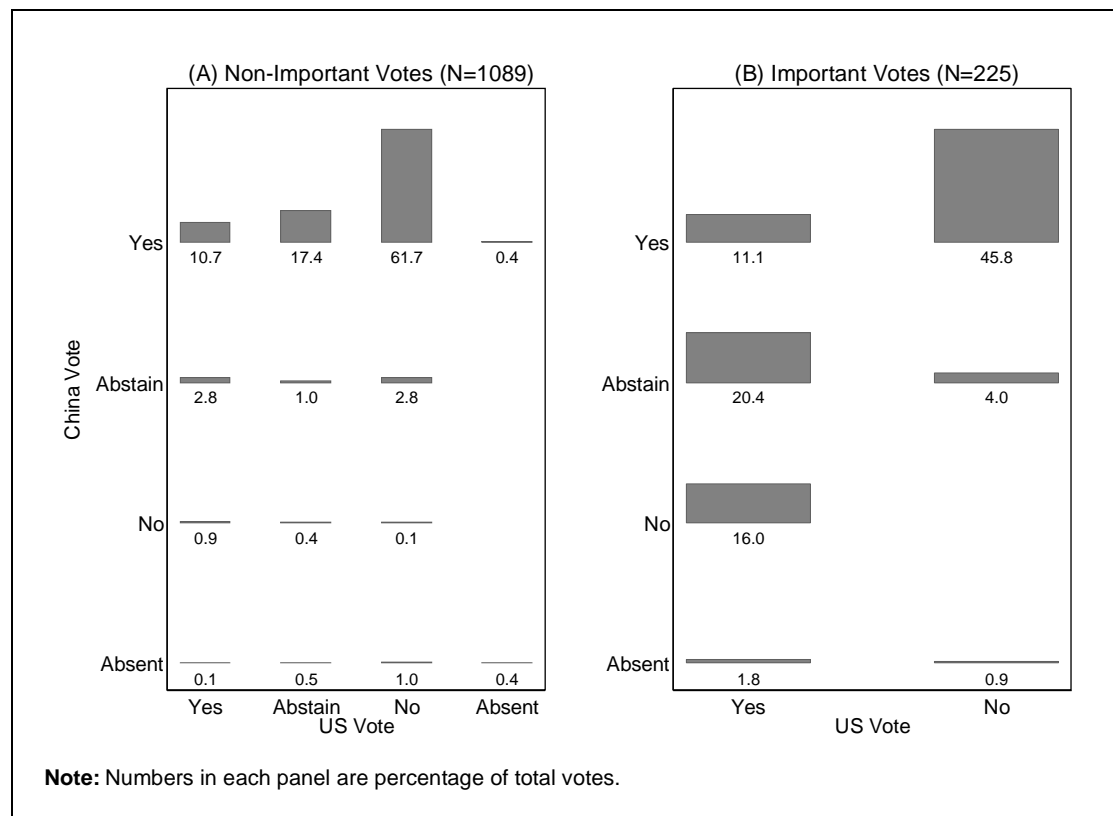 (A) Non-Important Votes (N=1089)
Yes
10.7 17.4 61.7 0.4
Abstain
2.8 1.0 2.8
No
0.9 0.4 0.1
Absent
0.1 0.5 1.0 0.4
Yes Abstain No Absent
US Vote
China Vote
(B) Important Votes (N=225)
Yes
11.1 45.8
Abstain
20.4 4.0
No
16.0
Absent
1.8 0.9
Yes No
US Vote
Note: Numbers in each panel are percentage of total votes.